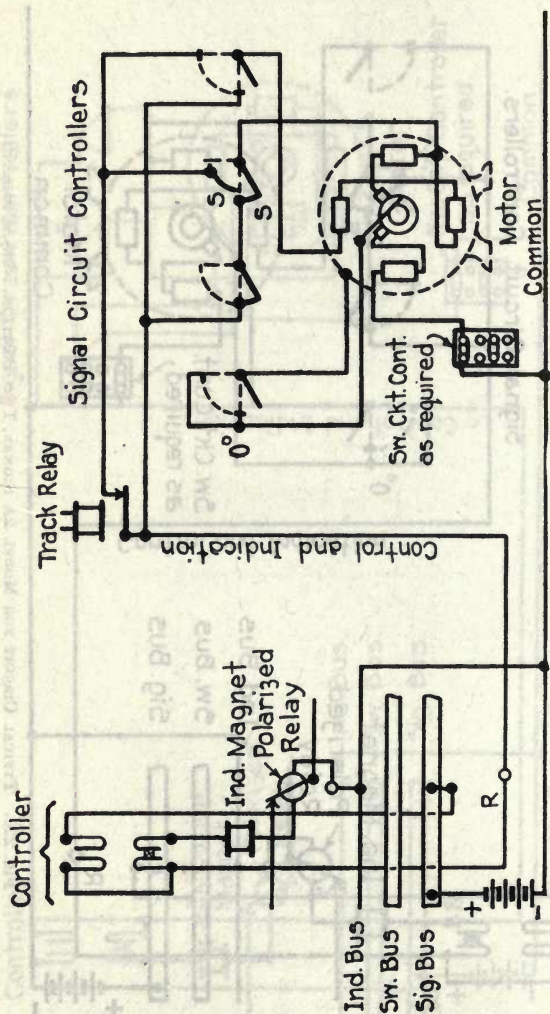 Controller
Ind. Magnet
Polarized
Relay
Ind. Bus
Sw. Bus
Sig. Bus
+
-
R
Track Relay
Control and Indication
Signal Circuit Controllers
0°
S
S
Sw. Ckt. Cont.
as required
Motor
Common